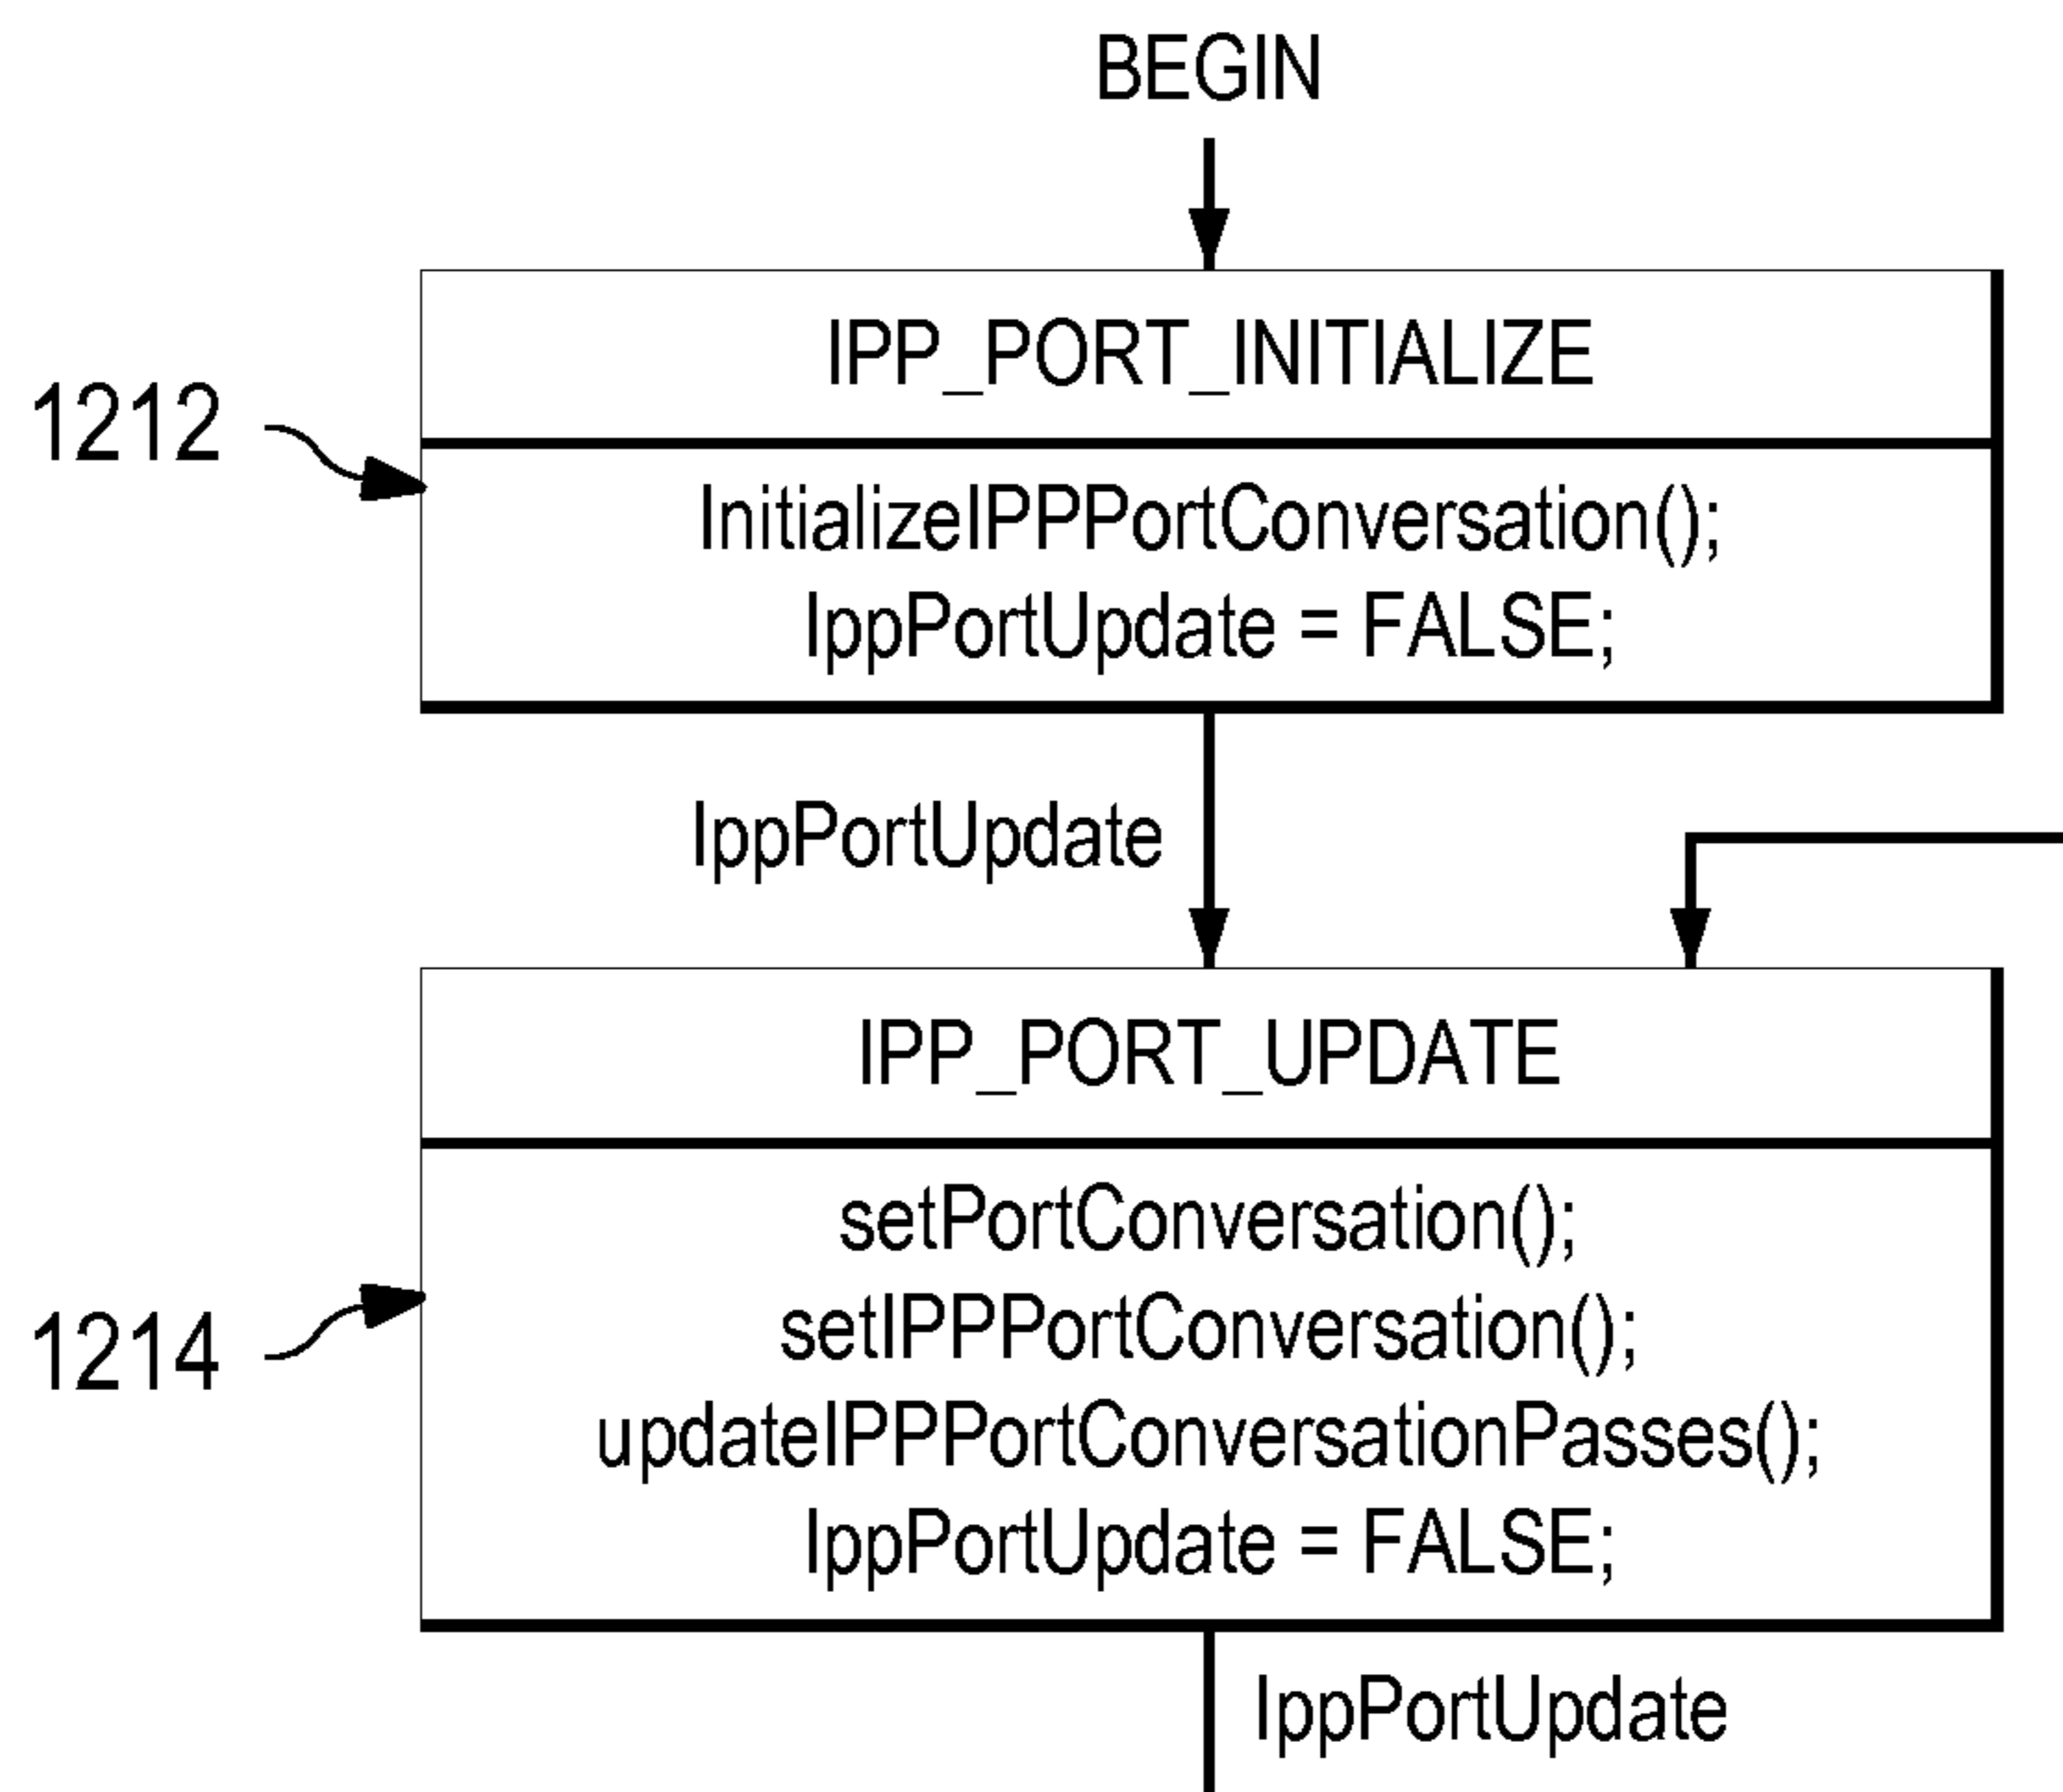 BEGIN
IPP_PORT_INITIALIZE
1212
InitializeIPPPortConversation();
IppPortUpdate = FALSE;
IppPortUpdate
IPP_PORT_UPDATE
setPortConversation();
1214
setIPPPortConversation();
updateIPPPortConversationPasses();
IppPortUpdate = FALSE;
IppPortUpdate